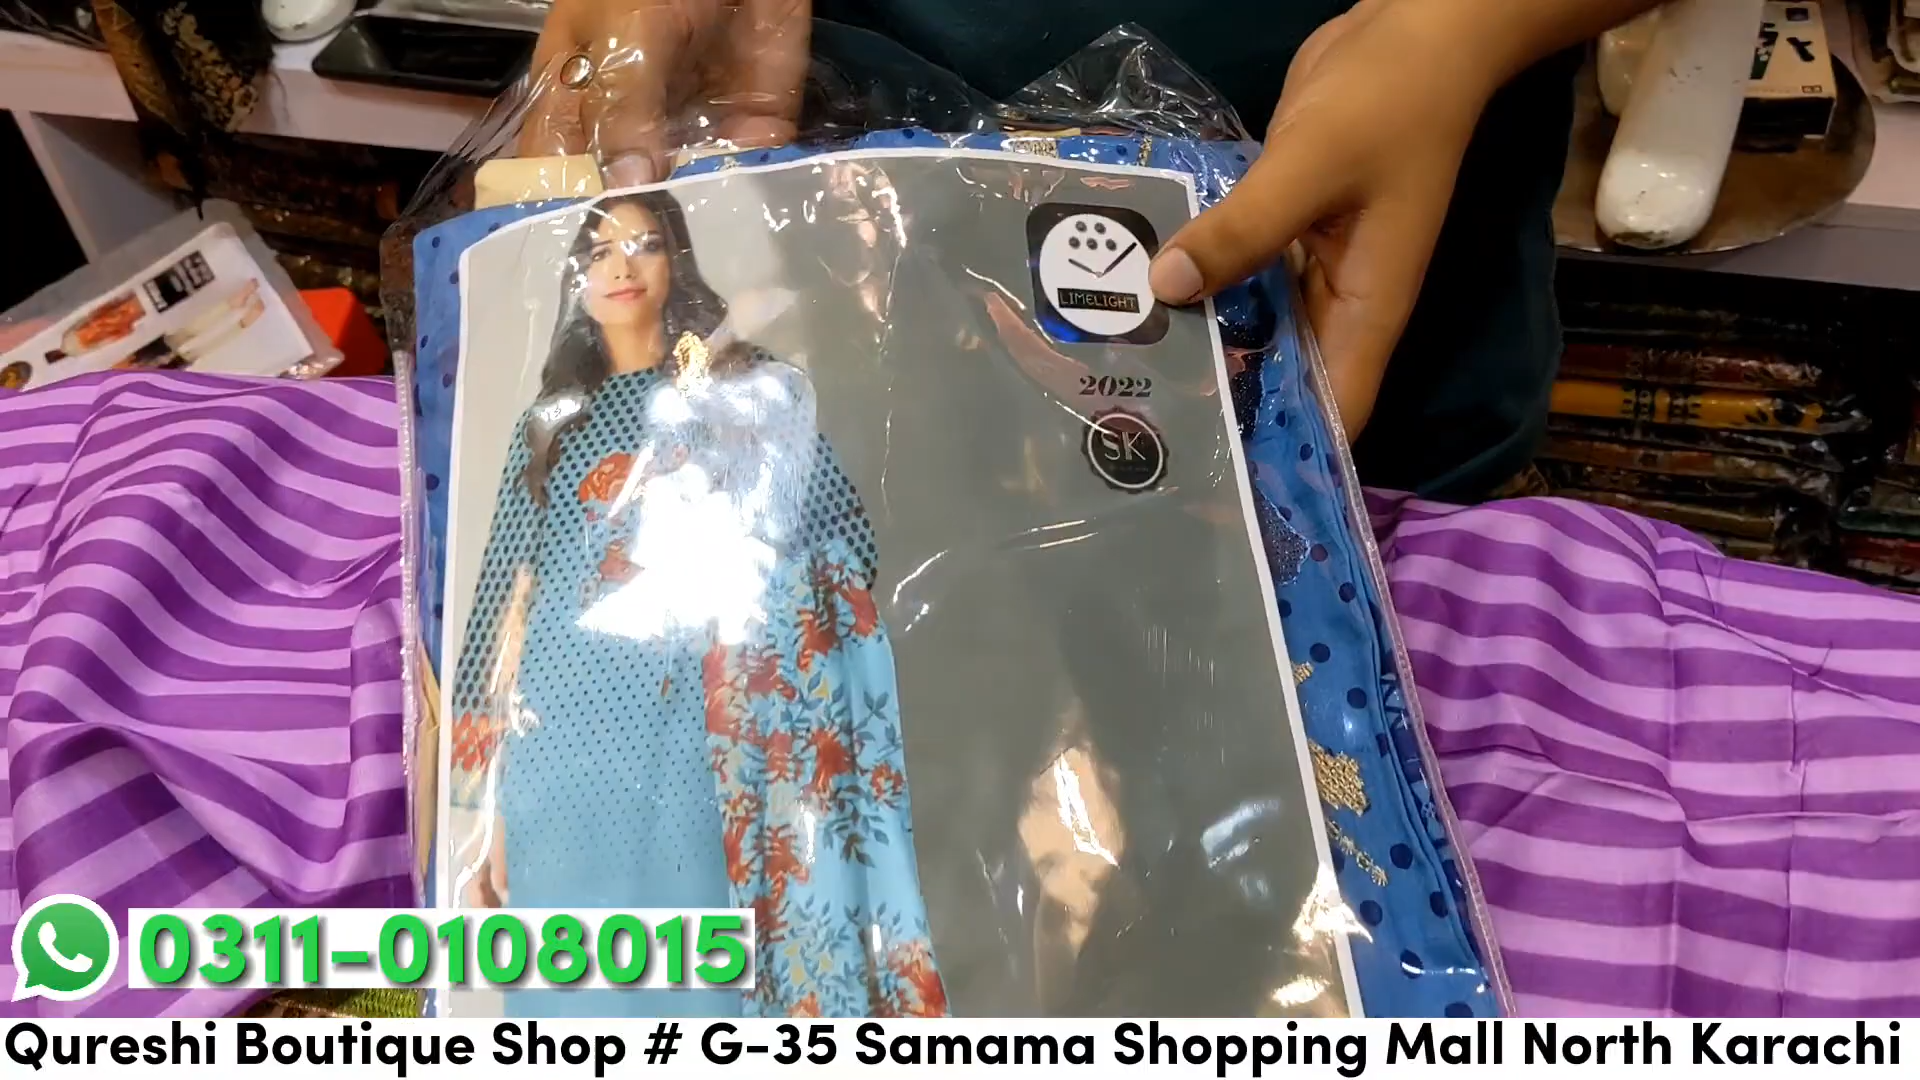 LIMELIGHT
2022
SK
0311-0108015
Qureshi Boutique Shop # G-35 Samama Shopping Mall North Karachi